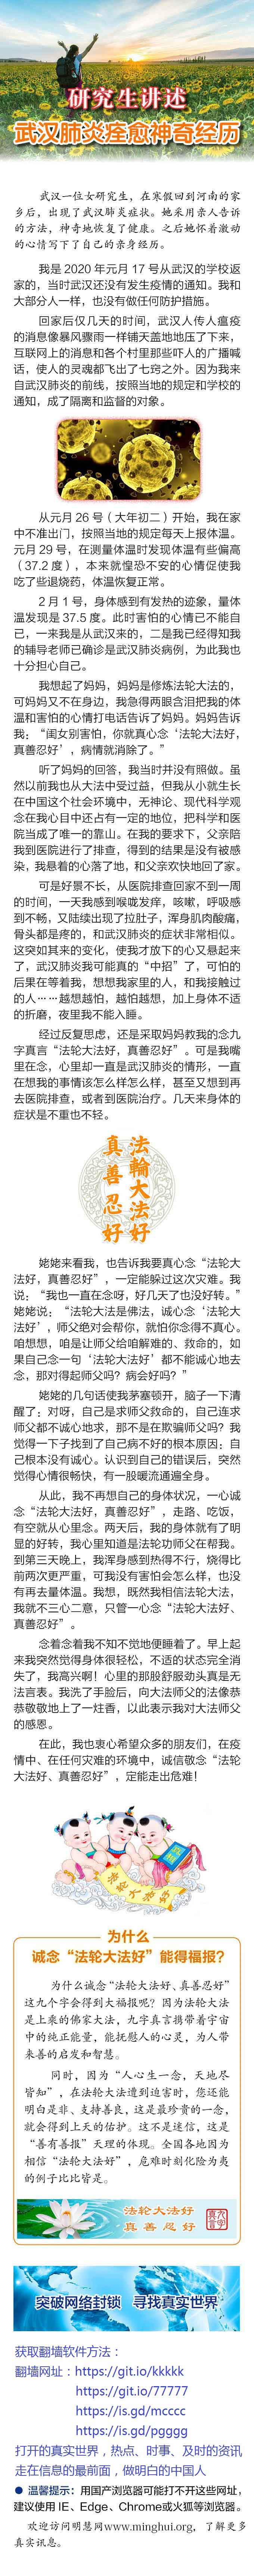 研究生讲述
武汉肺炎痊愈神奇经历
武汉一位女研究生，在寒假回到河南的家
乡后，出现了武汉肺炎症状。她采用亲人告诉
的方法，神奇地恢复了健康。之后她怀着激动
的心情写下了自己的亲身经历。
我是 2020 年元月 17 号从武汉的学校返
家的，当时武汉还没有发生疫情的通知。我和
大部分人一样，也没有做任何防护措施。
回家后仅几天的时间，武汉人传人瘟疫
的消息像暴风骤雨一样铺天盖地地压了下来，
互联网上的消息和各个村里那些吓人的广播喊
话，使人的灵魂都飞出了七窍之外。因为我来
自武汉肺炎的前线，按照当地的规定和学校的
通知，成了隔离和监督的对象。
从元月 26 号（大年初二）开始，我在家
中不准出门，按照当地的规定每天上报体温。
元月 29 号，在测量体温时发现体温有些偏高
（37.2 度），本来就惶恐不安的心情促使我
吃了些退烧药，体温恢复正常。
2 月 1 号，身体感到有发热的迹象，量体
温发现是 37.5 度。此时害怕的心情已不能自
已，一来我是从武汉来的，二是我已经得知我
的辅导老师已确诊是武汉肺炎病例，为此我也
十分担心自己。
我想起了妈妈，妈妈是修炼法轮大法的，
可妈妈又不在身边，我急得两眼含泪把我的体
温和害怕的心情打电话告诉了妈妈。妈妈告诉
我：“闺女别害怕，你就真心念‘法轮大法好，
真善忍好’，病情就消除了。”
听了妈妈的回答，我当时并没有照做。虽
然以前我也从大法中受过益，但我从小就生长
在中国这个社会环境中，无神论、现代科学观
念在我心目中还占有一定的地位，把科学和医
院当成了唯一的靠山。在我的要求下，父亲陪
我到医院进行了排查，得到的结果是没有被感
染，我悬着的心落了地，和父亲欢快地回了家。
可是好景不长，从医院排查回家不到一周
的时间，一天我感到喉咙发痒，咳嗽，呼吸感
到不畅，又陆续出现了拉肚子，浑身肌肉酸痛，
骨头都是疼的，和武汉肺炎的症状非常相似。
这突如其来的变化，使我才放下的心又悬起来
了，武汉肺炎我可能真的“中招”了，可怕的
后果在等着我，想想我家里的人，和我接触过
的人……越想越怕，越怕越想，加上身体不适
的折磨，夜里我不能入睡。
经过反复思虑，还是采取妈妈教我的念九
字真言“法轮大法好，真善忍好”。可是我嘴
里在念，心里却一直是武汉肺炎的情形，一直
在想我的事情该怎么样怎么样，甚至又想到再
去医院排查，或者到医院治疗。几天来身体的
症状是不重也不轻。
法輪大法好
真善忍好
姥姥来看我，也告诉我要真心念“法轮大
法好，真善忍好”，一定能躲过这次灾难。我
说：“我也一直在念呀，好几天了也没好转。”
姥姥说：“法轮大法是佛法，诚心念‘法轮大
法好’，师父绝对会帮你，就怕你念得不真心。
咱想想，咱是让师父给咱解难的、救命的，如
果自己念一句‘法轮大法好’都不能诚心地去
念，那对得起师父吗？病会好吗？”
姥姥的几句话使我茅塞顿开，脑子一下清
醒了：对呀，自己是求师父救命的，自己连求
师父都不诚心地求，那不是在欺骗师父吗？我
觉得一下子找到了自己病不好的根本原因：自
己根本没有诚心。认识到自己的错误后，突然
觉得心情很畅快，有一股暖流通遍全身。
从此，我不再想自己的身体状况，一心诚
念“法轮大法好，真善忍好”，走路、吃饭，
有空就从心里念。两天后，我的身体就有了明
显的好转，我心里知道是法轮功师父在帮我。
到第三天晚上，我浑身感到热得不行，烧得比
前两次更严重，可我没有害怕会怎么样，也没
有再去量体温。我想，既然我相信法轮大法，
我就不三心二意，只管一心念“法轮大法好、
真善忍好”。
念着念着我不知不觉地便睡着了。早上起
来我突然觉得身体很轻松，不适的状态完全消
失了，我高兴啊！心里的那股舒服劲头真是无
法言表。我洗了手脸后，向大法师父的法像恭
恭敬敬地上了一炷香，以此表示我对大法师父
的感恩。
在此，我也衷心希望众多的朋友们，在疫
情中、在任何灾难的环境中，诚信敬念“法轮
大法好、真善忍好”，定能走出危难！
为什么
诚念“法轮大法好”能得福报？
为什么诚念“法轮大法好、真善忍好”
这九个字会得到大福报呢？因为法轮大法
是上乘的佛家大法，九字真言携带着宇宙
中的纯正能量，能抚慰人的心灵，为人带
来善的启发和智慧。
同时，因为“人心生一念，天地尽
皆知”，在法轮大法遭到迫害时，您还能
明白是非、支持善良，这是最珍贵的一念，
就会得到上天的佑护。这不是迷信，这是
“善有善报”天理的体现。全国各地因为
相信“法轮大法好”，危难时刻化险为夷
的例子比比皆是。
法轮大法好
真善忍好
突破网络封锁 寻找真实世界
获取翻墙软件方法：
翻墙网址：https://git.io/kkkkk
https://git.io/77777
https://is.gd/mcccc
https://is.gd/pgggg
打开的真实世界，热点、时事、及时的资讯
走在信息的最前面，做明白的中国人
● 温馨提示：用国产浏览器可能打不开这些网址，
建议使用 IE、Edge、Chrome或火狐等浏览器。
欢迎访问明慧网www.minghui.org，了解更多
真实讯息。